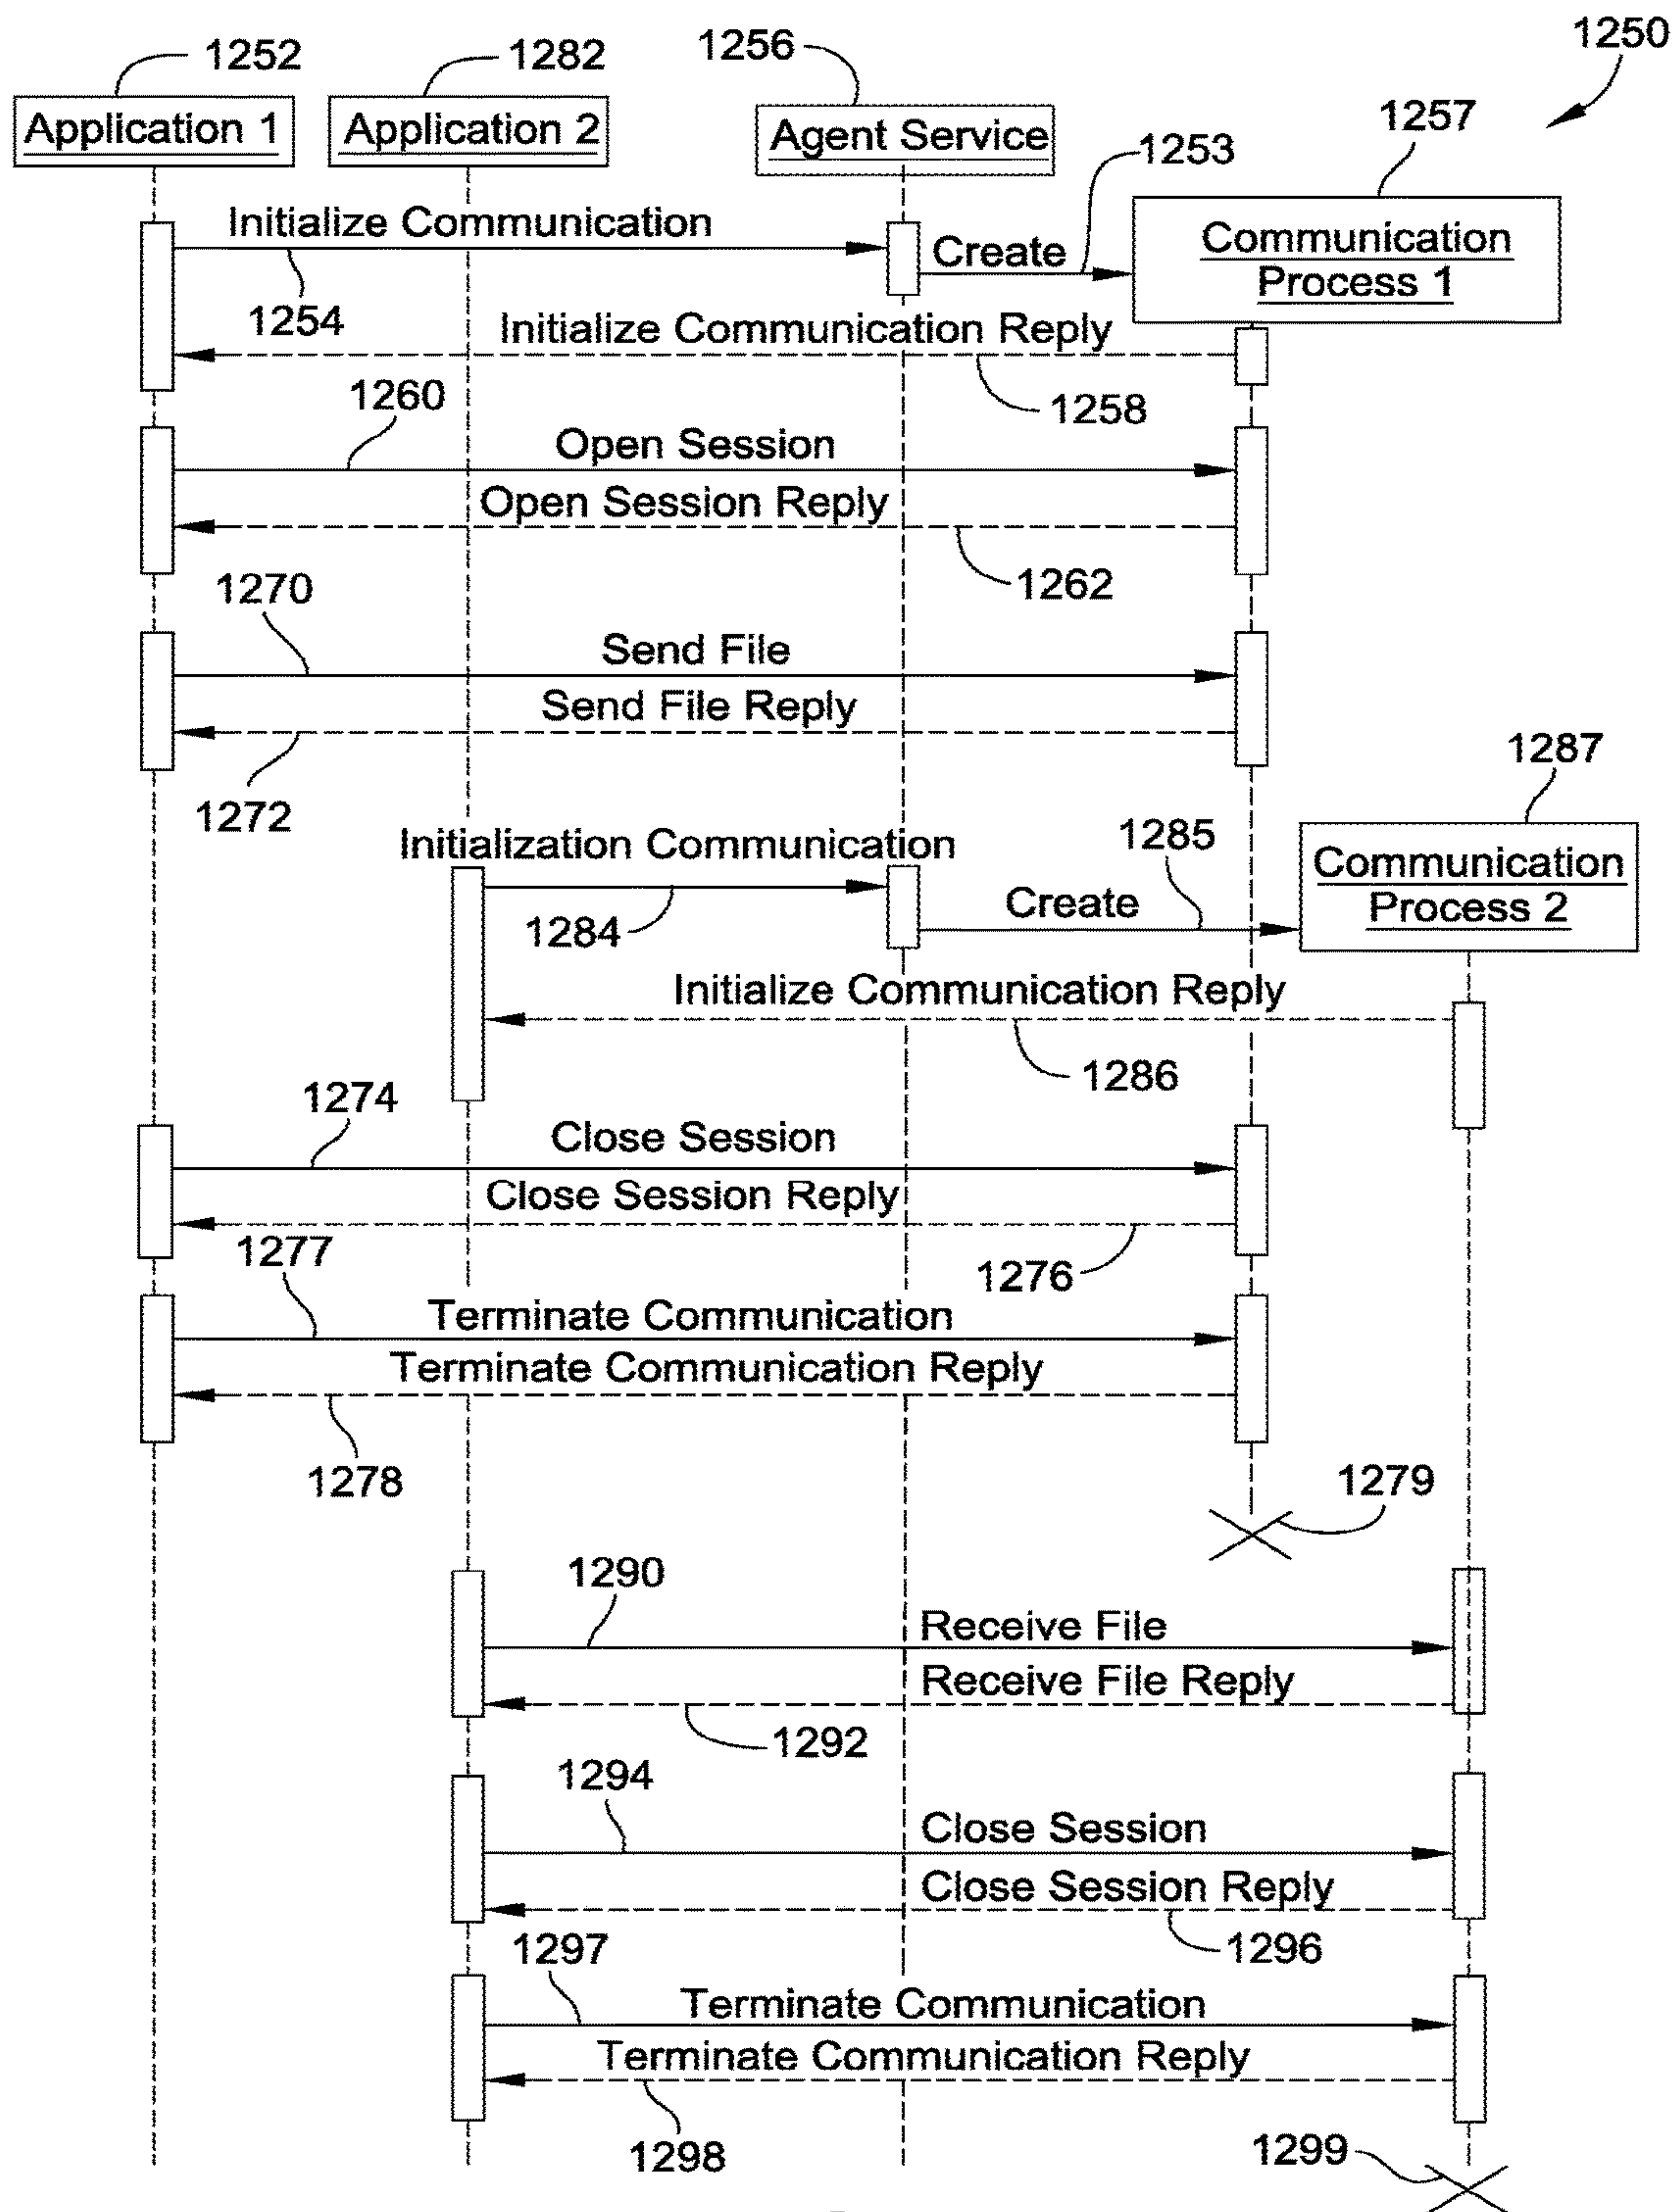 1250
1252
1282
1256
1257
Application 1
Application 2
Agent Service
1253
Communication
Process 1
Initialize Communication
Create
1254
Initialize Communication Reply
1258
1260
Open Session
Open Session Reply
1262
1270
Send File
Send File Reply
1272
1287
Initialization Communication
1285
Communication
Process 2
1284
Create
Initialize Communication Reply
1286
1274
Close Session
Close Session Reply
1277
1276
Terminate Communication
Terminate Communication Reply
1278
1279
1290
Receive File
Receive File Reply
1292
1294
Close Session
Close Session Reply
1297
1296
Terminate Communication
Terminate Communication Reply
1298
1299